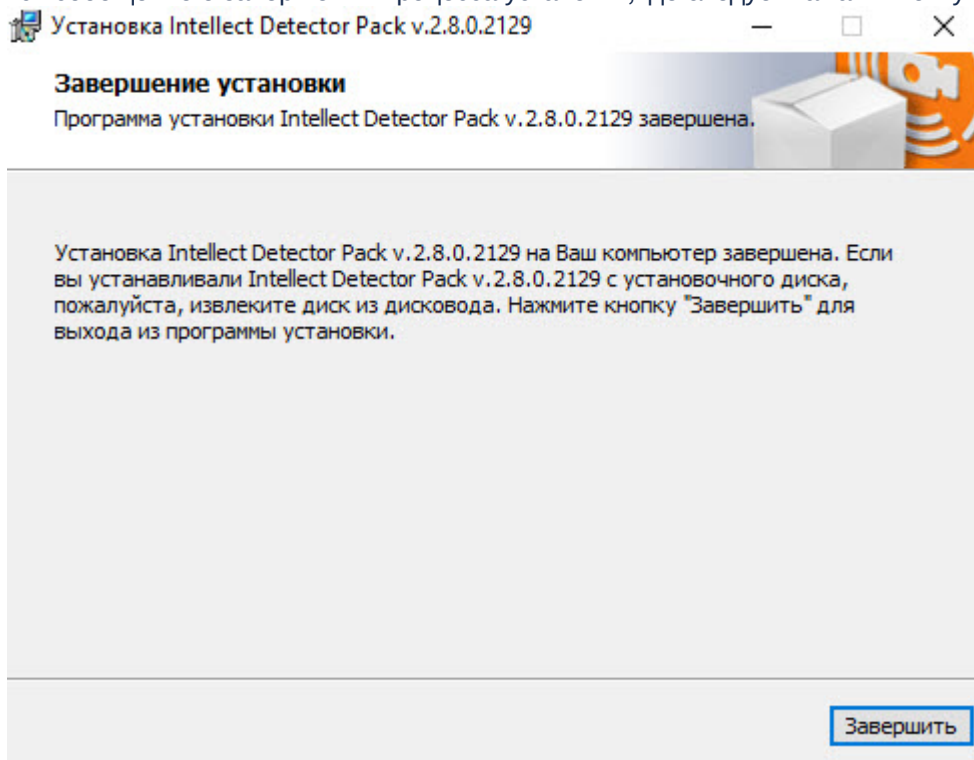 Установка Intellect Detector Pack v.2.8.0.2129
Завершение установки
Программа установки Intellect Detector Pack v.2.8.0.2129 завершена.
Установка Intellect Detector Pack v.2.8.0.2129 на Ваш компьютер завершена. Если
вы устанавливали Intellect Detector Pack v.2.8.0.2129 с установочного диска,
пожалуйста, извлеките диск из дисковода. Нажмите кнопку "Завершить" для
выхода из программы установки.
Завершить